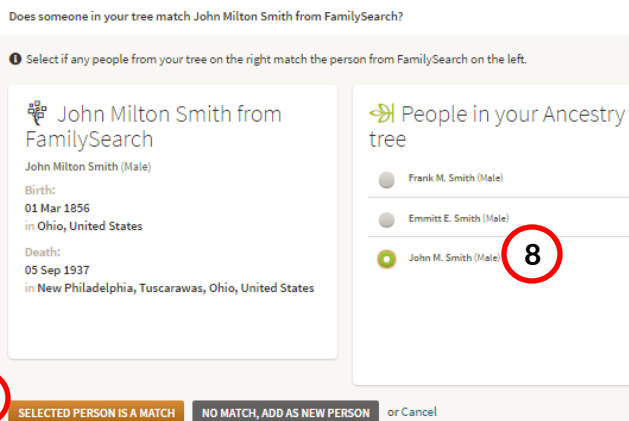 Does someone in your tree match John Milton Smith from FamilySearch?
Select if any people from your tree on the right match the person from FamilySearch on the left.
John Milton Smith from
FamilySearch
John Milton Smith (Male)
Birth:
01 Mar 1856
in Ohio, United States
Death:
05 Sep 1937
in New Philadelphia, Tuscarawas, Ohio, United States
People in your Ancestry
tree
Frank M. Smith (Male)
Emmitt E. Smith (Male)
John M. Smith (Male)
8
SELECTED PERSON IS A MATCH
NO MATCH, ADD AS NEW PERSON
or Cancel